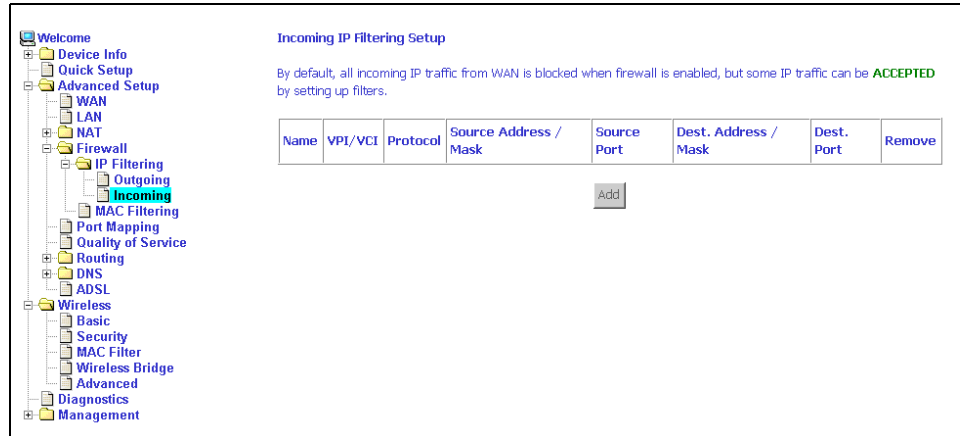 Welcome
Device Info
Quick Setup
Advanced Setup
WAN
LAN
NAT
Firewall
IP Filtering
Outgoing
Incoming
MAC Filtering
Port Mapping
Quality of Service
Routing
DNS
ADSL
Wireless
Basic
Security
MAC Filter
Wireless Bridge
Advanced
Diagnostics
Management
Incoming IP Filtering Setup
By default, all incoming IP traffic from WAN is blocked when firewall is enabled, but some IP traffic can be ACCEPTED
by setting up filters.
Name VPI/VCI Protocol Source Address / Mask Source Port Dest. Address / Mask Dest. Port Remove
Add